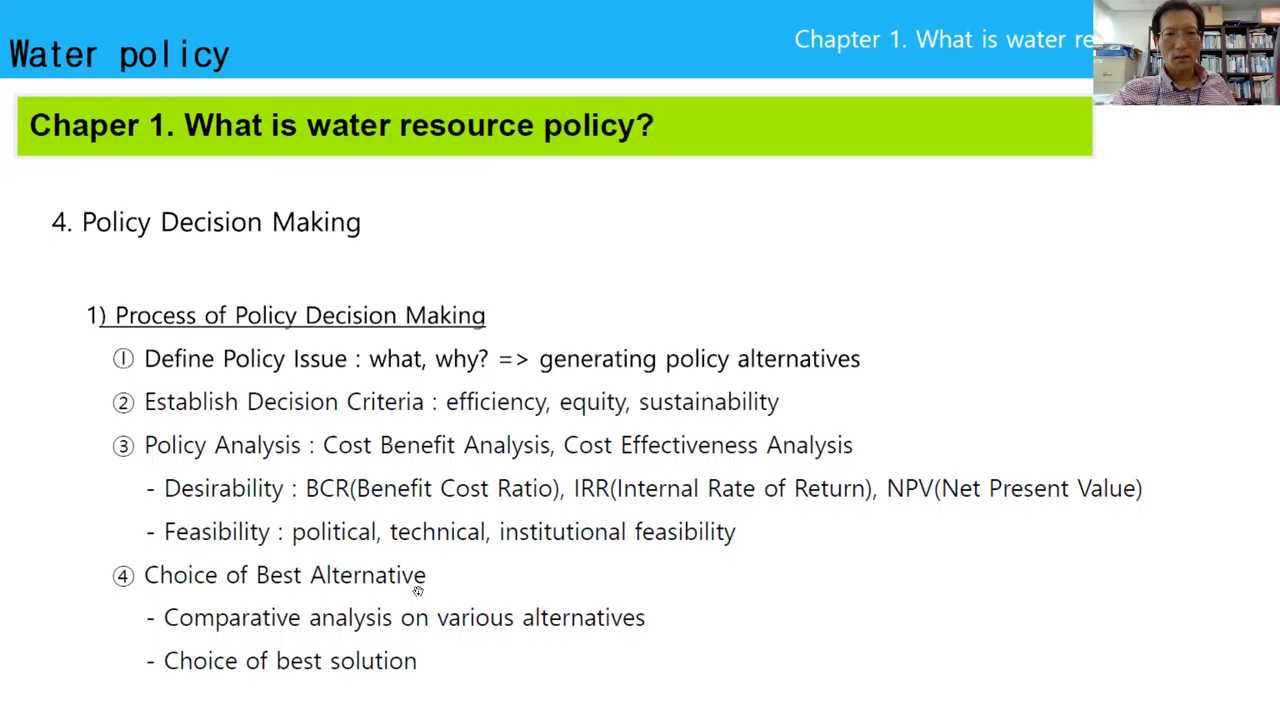 Water policy
Chapter 1. What is water re
Chaper 1. What is water resource policy?
4. Policy Decision Making
1) Process of Policy Decision Making
① Define Policy Issue : what, why? => generating policy alternatives
② Establish Decision Criteria : efficiency, equity, sustainability
③ Policy Analysis : Cost Benefit Analysis, Cost Effectiveness Analysis
- Desirability : BCR(Benefit Cost Ratio), IRR(Internal Rate of Return), NPV(Net Present Value)
- Feasibility : political, technical, institutional feasibility
④ Choice of Best Alternative
- Comparative analysis on various alternatives
- Choice of best solution